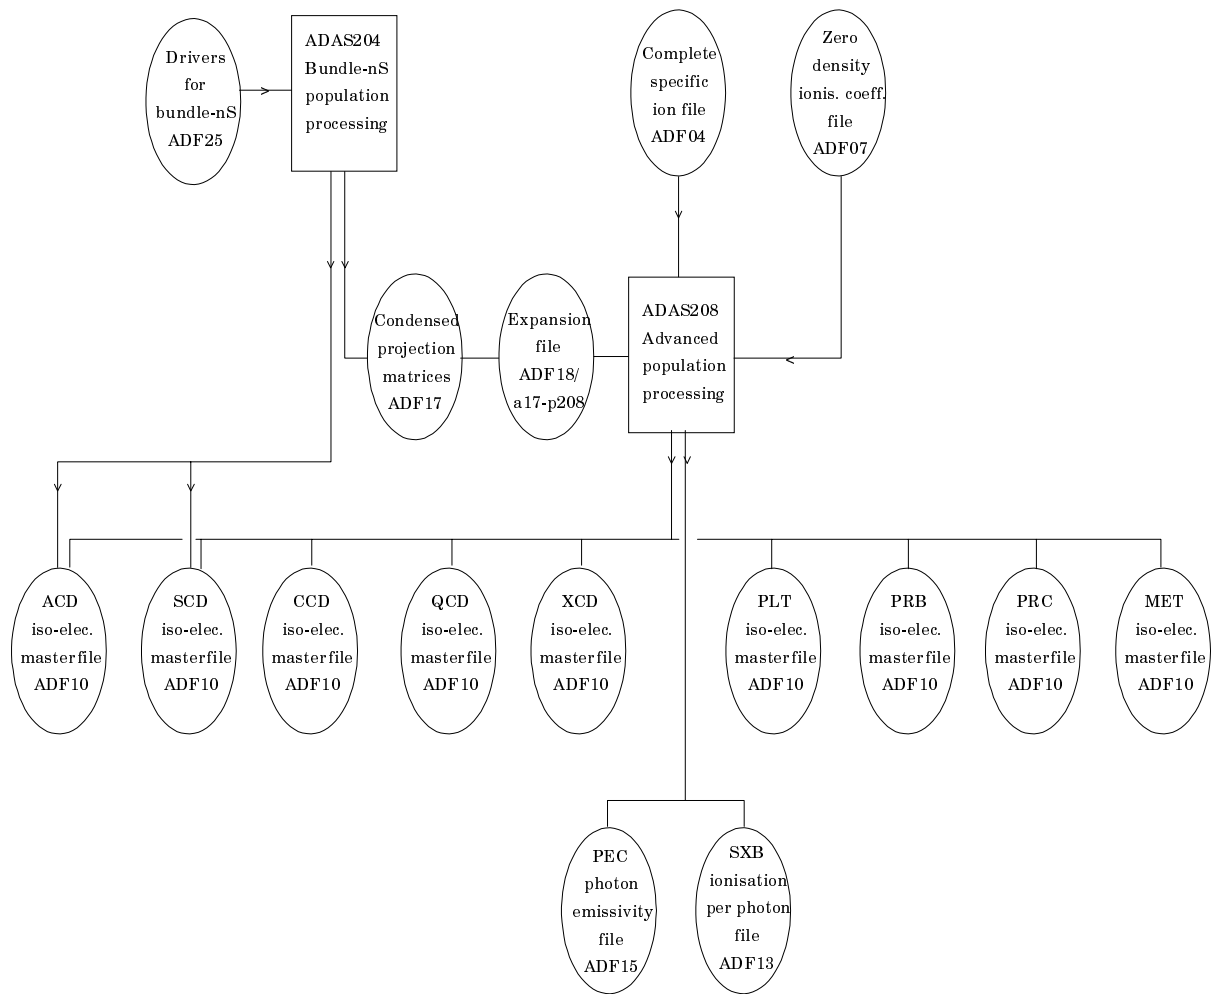 Drivers
for
bundle-nS
ADF25
ADAS204
Bundle-nS
population
processing
Complete
specific
ion file
ADF04
Zero
density
ionis. coeff.
file
ADF07
Condensed
projection
matrices
ADF17
Expansion
file
ADF18/
a17-p208
ADAS208
Advanced
population
processing
ACD
iso-elec.
masterfile
ADF10
SCD
iso-elec.
masterfile
ADF10
CCD
iso-elec.
masterfile
ADF10
QCD
iso-elec.
masterfile
ADF10
XCD
iso-elec.
masterfile
ADF10
PLT
iso-elec.
masterfile
ADF10
PRB
iso-elec.
masterfile
ADF10
PRC
iso-elec.
masterfile
ADF10
MET
iso-elec.
masterfile
ADF10
PEC
photon
emissivity
file
ADF15
SXB
ionisation
per photon
file
ADF13